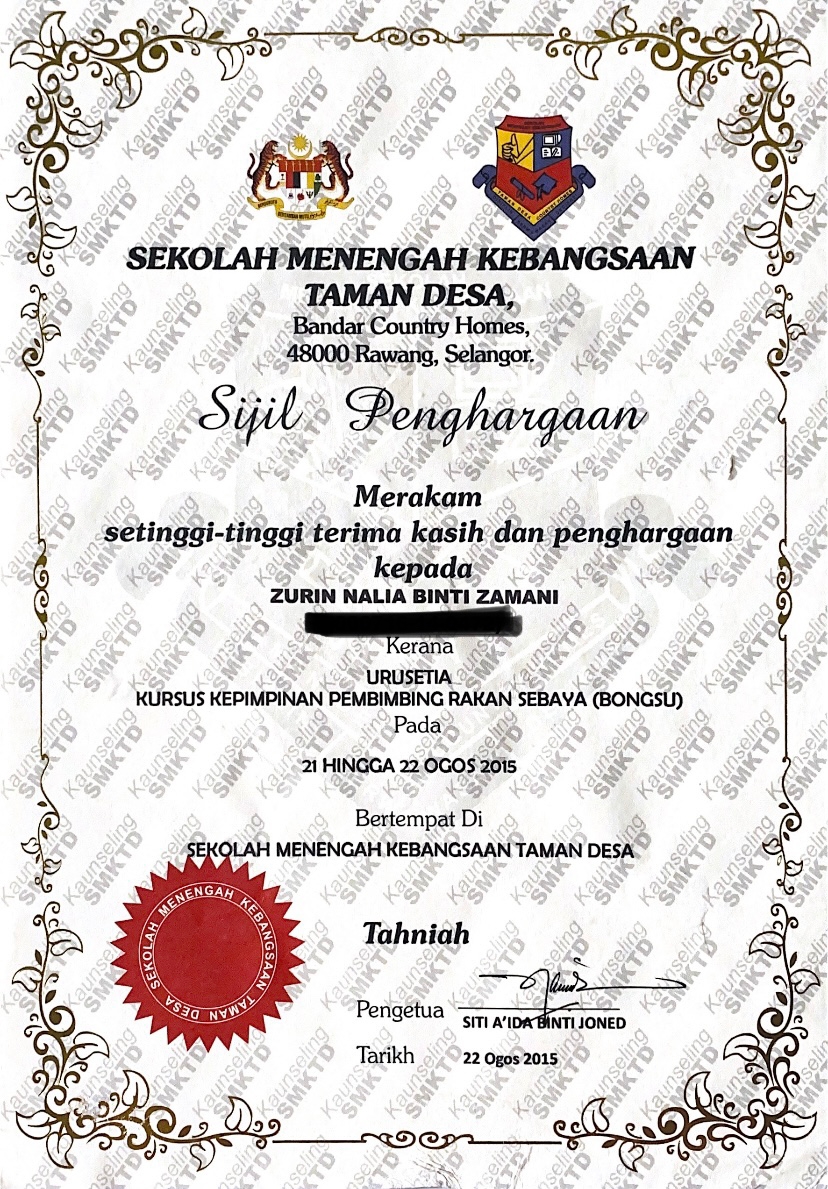 SEKOLAH MENENGAH KEBANGSAAN
TAMAN DESA,
Bandar Country Homes,
48000 Rawang, Selangor.
Sijil Penghargaan
Merakam
setinggi-tinggi terima kasih dan penghargaan
kepada
ZURIN NALIA BINTI ZAMANI
Kerana
URUSETIA
KURSUS KEPIMPINAN PEMBIMBING RAKAN SEBAYA (BONGSU)
Pada
21 HINGGA 22 OGOS 2015
Bertempat Di
SEKOLAH MENENGAH KEBANGSAAN TAMAN DESA
SEKOLAH MENENGAH KEBANGSAAN TAMAN DESA
Tahniah
Pengetua
SITI A'IDA BINTI JONED
Tarikh 22 Ogos 2015
Kaunseling
SMKTD